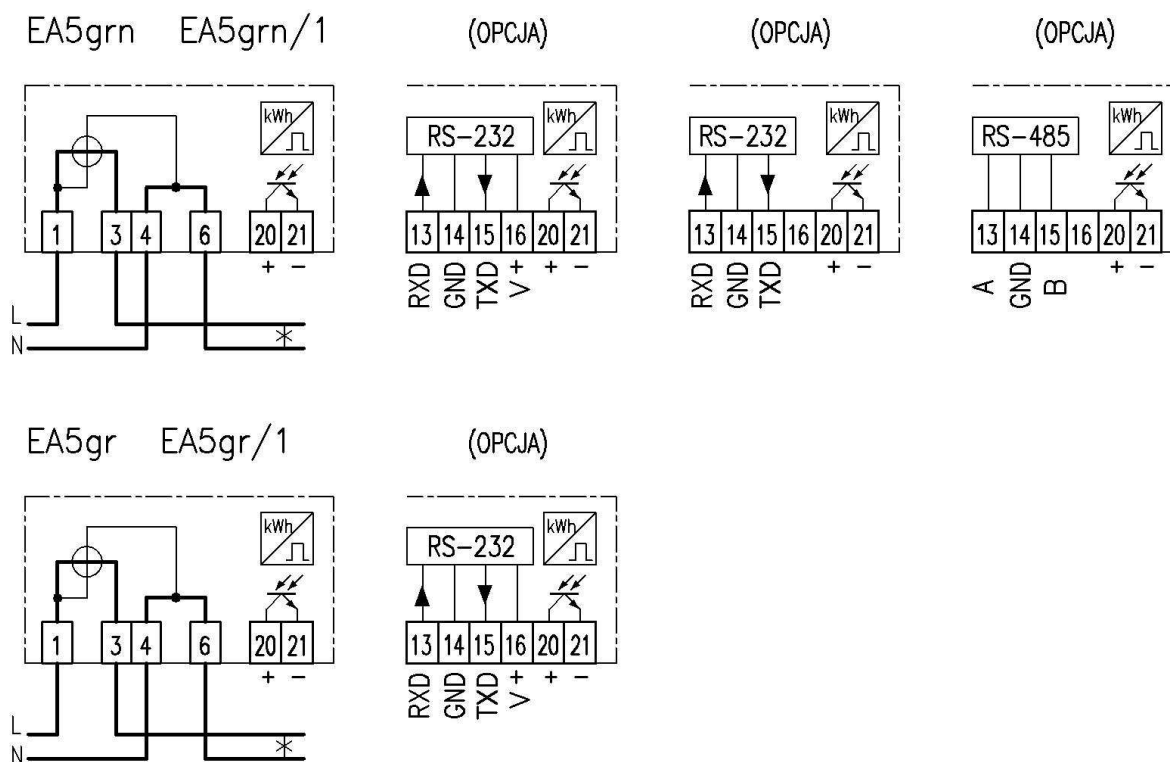 EA5grn EA5grn/1 (OPCJA) (OPCJA) (OPCJA)
kWh kWh kWh kWh
RS-232 RS-232 RS-485
1 3 4 6 20 21 13 14 15 16 20 21 13 14 15 16 20 21 13 14 15 16 20 21
+ - RXD GND TXD V+ + - RXD GND TXD + - A GND B + -
L
N
EA5gr EA5gr/1 (OPCJA)
kWh kWh
RS-232
1 3 4 6 20 21 13 14 15 16 20 21
+ - RXD GND TXD V+ + -
L
N